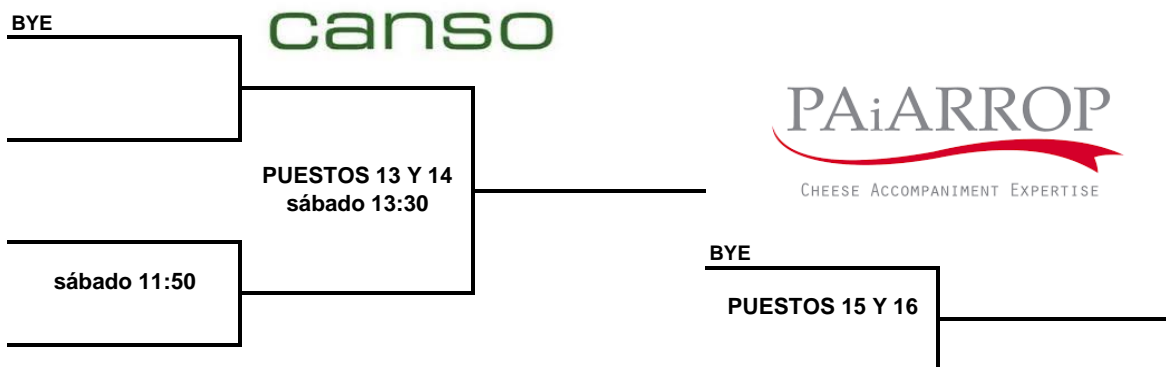 BYE
canso
PAiARROP
CHEESE ACCOMPANIMENT EXPERTISE
PUESTOS 13 Y 14
sábado 13:30
BYE
sábado 11:50
PUESTOS 15 Y 16